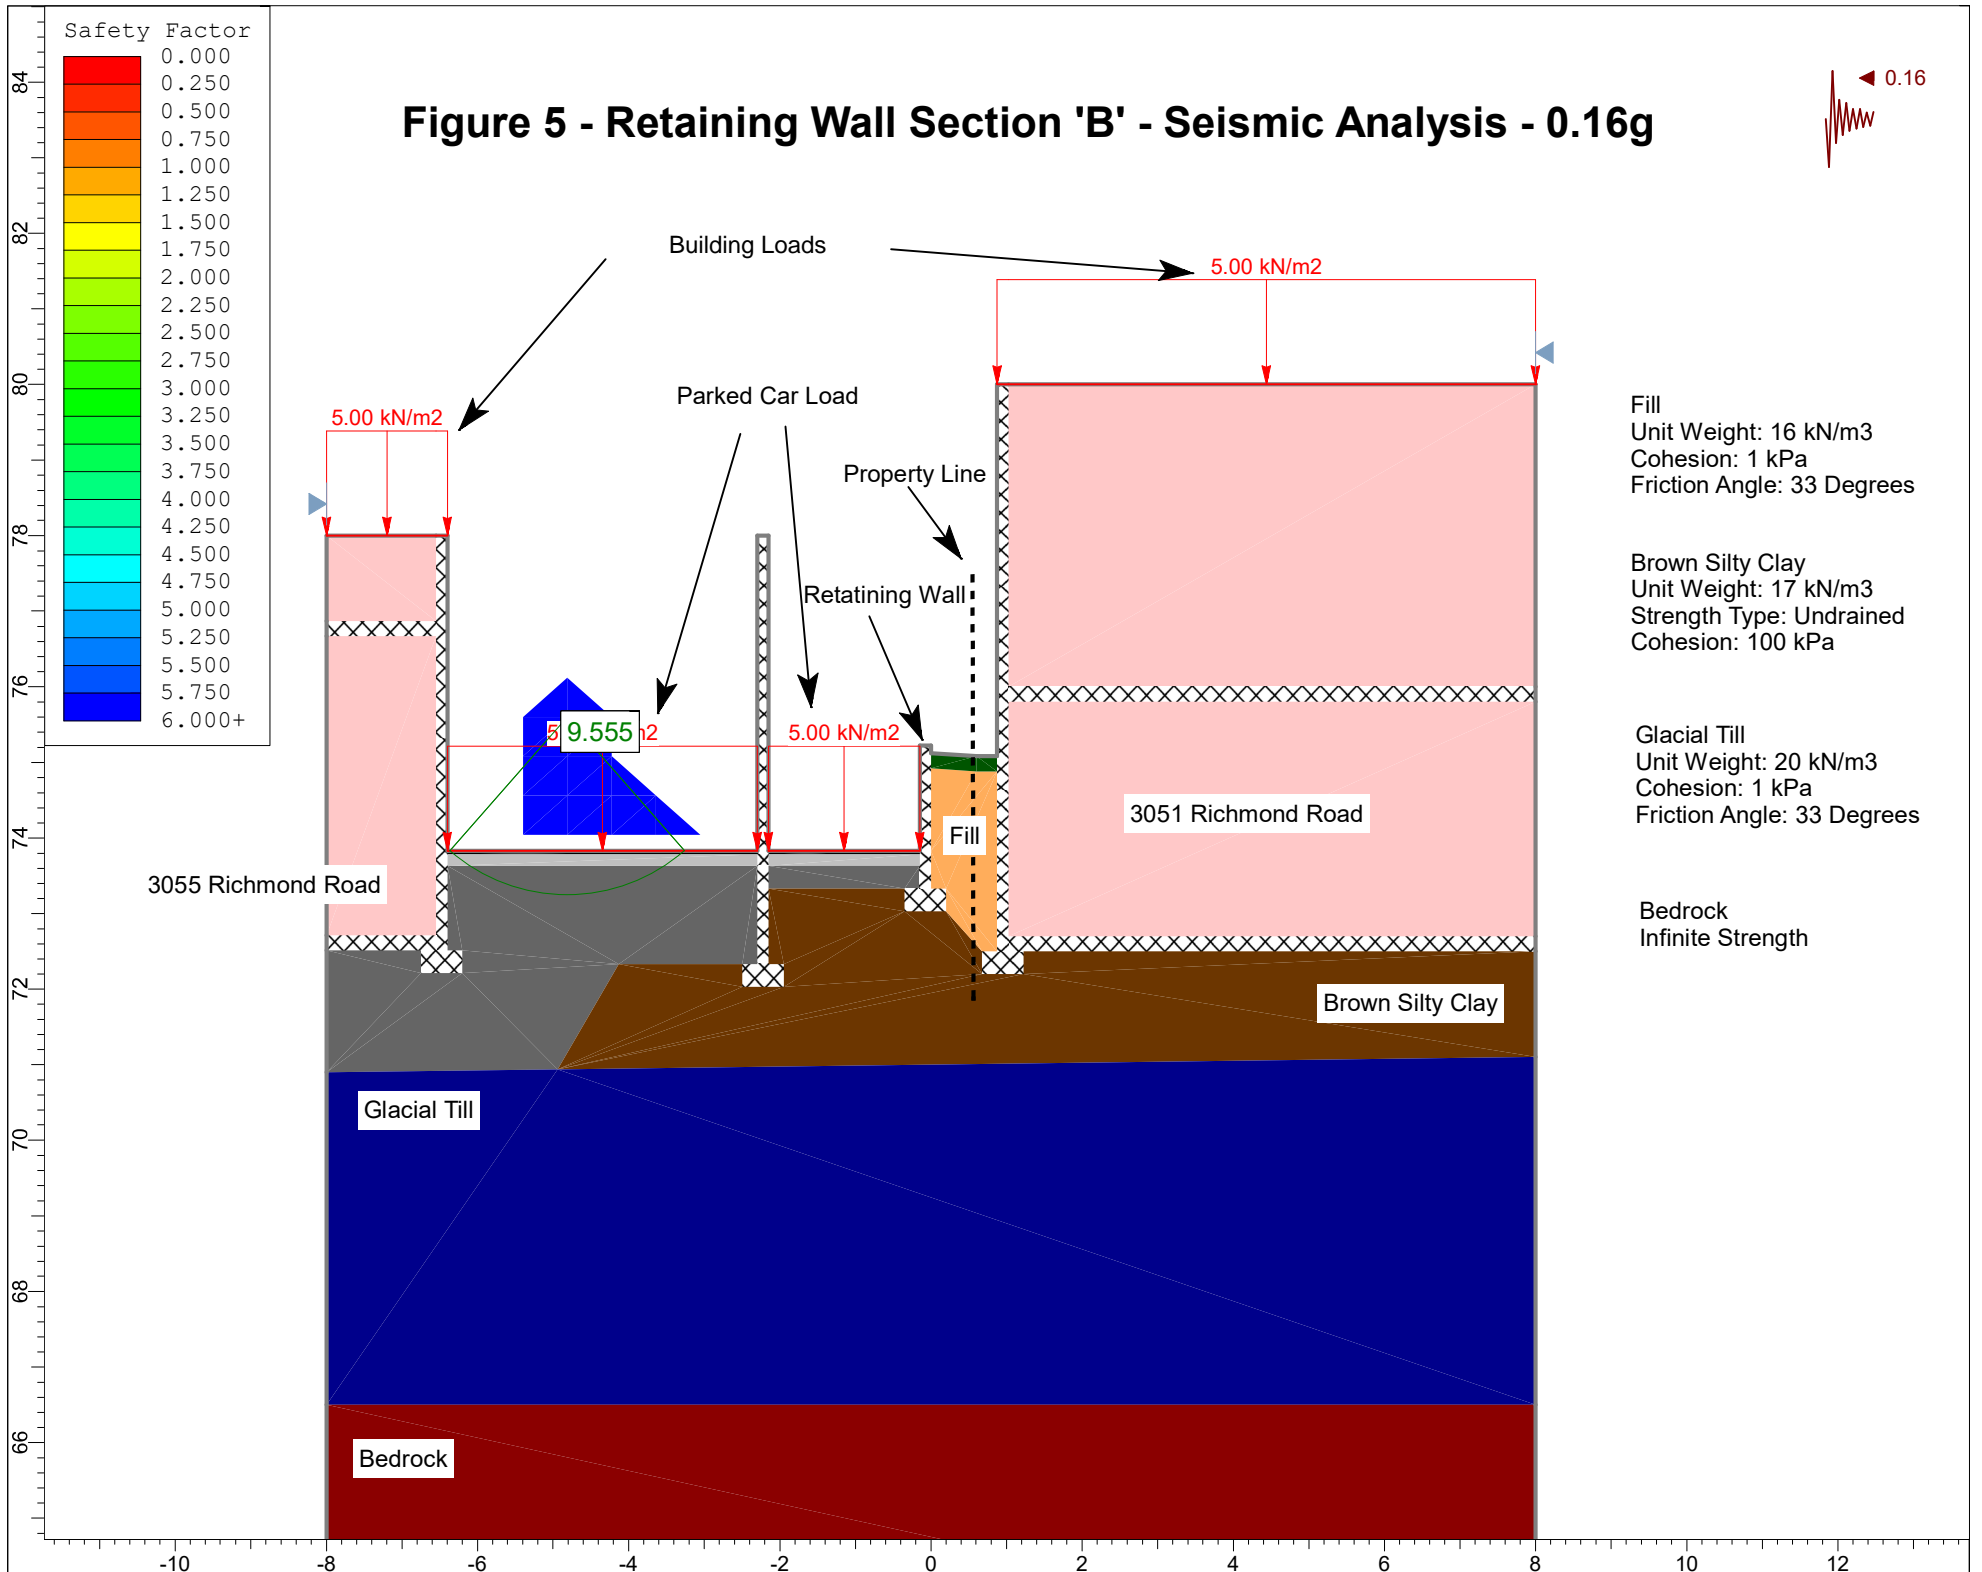 Safety Factor
0.000
0.250
0.500
0.750
1.000
1.250
1.500
1.750
2.000
2.250
2.500
2.750
3.000
3.250
3.500
3.750
4.000
4.250
4.500
4.750
5.000
5.250
5.500
5.750
6.000+
Figure 5 - Retaining Wall Section 'B' - Seismic Analysis - 0.16g
0.16
Building Loads
5.00 kN/m2
Parked Car Load
5.00 kN/m2
Property Line
Retatining Wall
9.555
5.00 kN/m2
Fill
3051 Richmond Road
3055 Richmond Road
Brown Silty Clay
Glacial Till
Bedrock
Fill
Unit Weight: 16 kN/m3
Cohesion: 1 kPa
Friction Angle: 33 Degrees
Brown Silty Clay
Unit Weight: 17 kN/m3
Strength Type: Undrained
Cohesion: 100 kPa
Glacial Till
Unit Weight: 20 kN/m3
Cohesion: 1 kPa
Friction Angle: 33 Degrees
Bedrock
Infinite Strength
84
82
80
78
76
74
72
70
68
66
-10 -8 -6 -4 -2 0 2 4 6 8 10 12